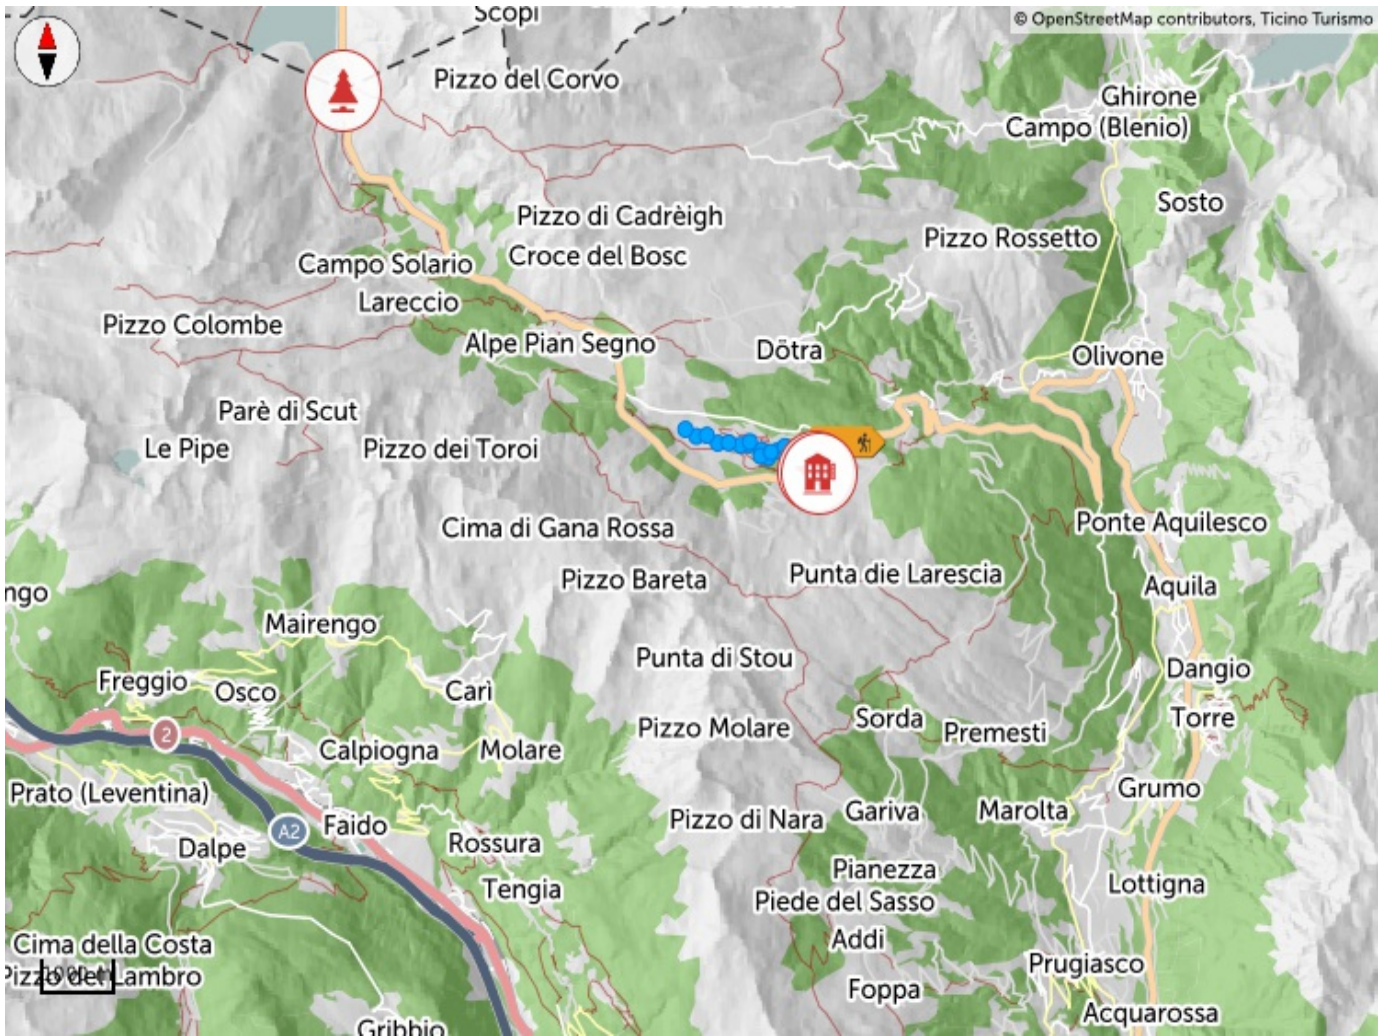 Scopi
© OpenStreetMap contributors, Ticino Turismo
Pizzo del Corvo
Ghirone
Campo (Blenio)
Sosto
Pizzo di Cadrèigh
Pizzo Rossetto
Croce del Bosc
Campo Solario
Lareccio
Pizzo Colombe
Alpe Pian Segno
Dötra
Olivone
Parè di Scut
Le Pipe
Pizzo dei Toroi
Cima di Gana Rossa
Ponte Aquilesco
Pizzo Bareta
Punta die Larescia
Aquila
ngo
Mairengo
Punta di Stou
Dangio
Freggio
Osco
Carì
Sorda
Torre
2
Pizzo Molare
Premesti
Calpiogna
Molare
Prato (Leventina)
Grumo
Gariva
Marolta
Pizzo di Nara
A2
Faido
Dalpe
Rossura
Pianezza
Tengia
Lottigna
Piede del Sasso
Addi
Cima della Costa
Prugiasco
Pizzo del Lambro
1000 m
Foppa
Acquarossa
Gribbio